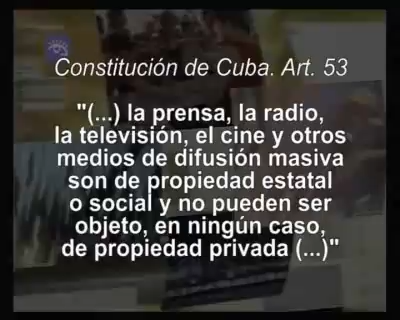 Constitución de Cuba. Art. 53
"(...) la prensa, la radio,
la televisión, el cine y otros
medios de difusión masiva
son de propiedad estatal
o social y no pueden ser
objeto, en ningún caso,
de propiedad privada (...)"